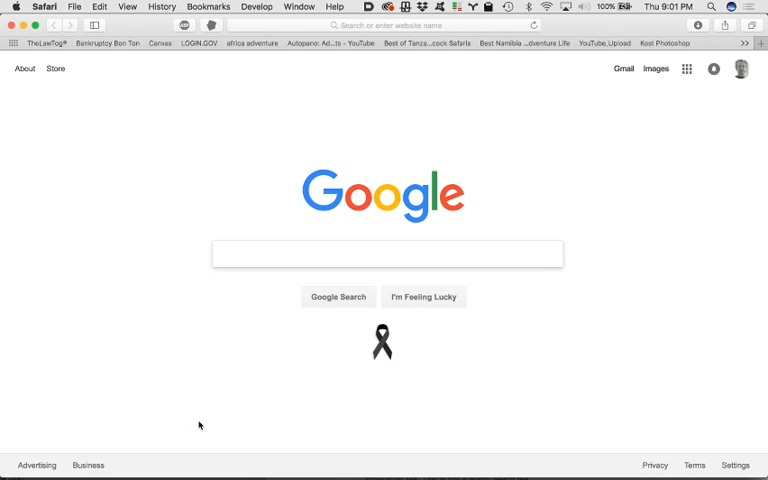 Safari File Edit View History Bookmarks Develop Window Help 100% Thu 9:01 PM
Search or enter website name
TheLawTog® Bankruptcy Bon Ton Canvas LOGIN.GOV africa adventure Autopano: Ad...ts - YouTube Best of Tanza...cock Safaris Best Namibia ...dventure Life YouTube_Upload Kost Photoshop
About Store Gmail Images
Google
Google Search I'm Feeling Lucky
Advertising Business Privacy Terms Settings